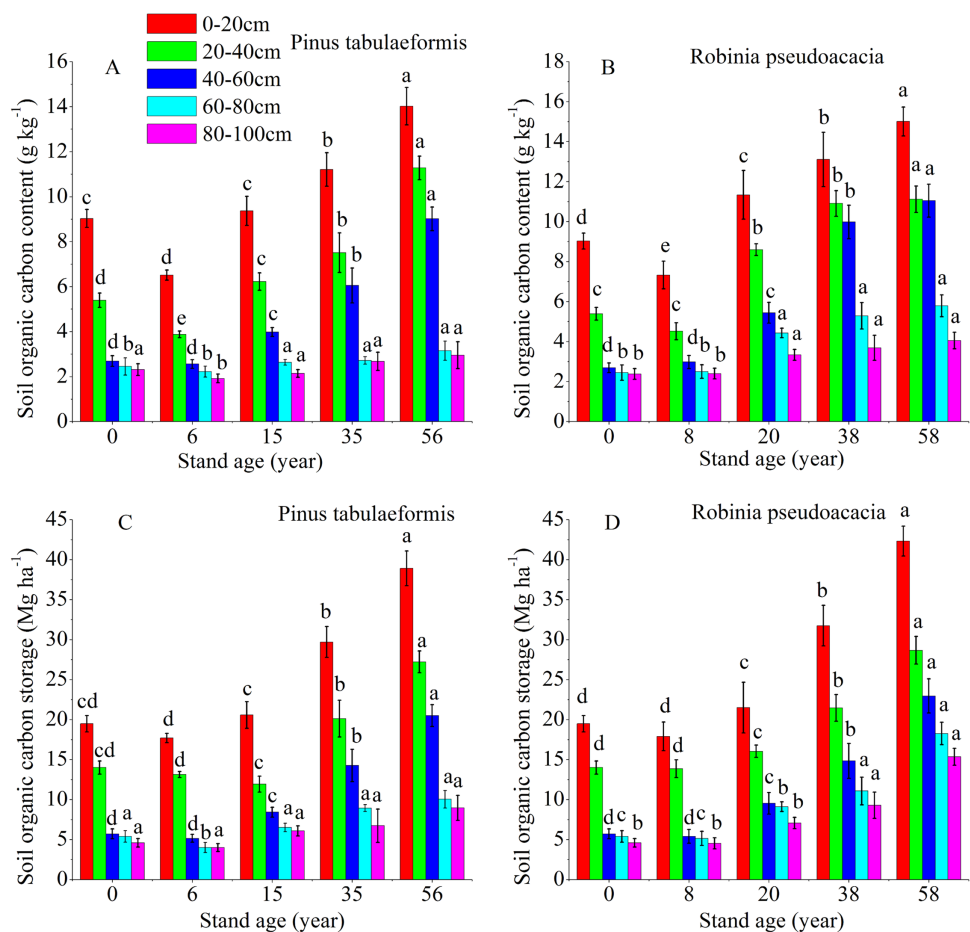 0-20cm
20-40cm
40-60cm
60-80cm
80-100cm
Pinus tabulaeformis
A
Soil organic carbon content (g kg⁻¹)
16
14
12
10
8
6
4
2
0
c d d b a
d e d b b
c c c a a
b b b a a
a a a a a
0 6 15 35 56
Stand age (year)
Robinia pseudoacacia
B
Soil organic carbon content (g kg⁻¹)
18
16
14
12
10
8
6
4
2
0
d c d b b
e c d b b
c b c a a
b b b a a
a a a a a
0 8 20 38 58
Stand age (year)
Pinus tabulaeformis
C
Soil organic carbon storage (Mg ha⁻¹)
45
40
35
30
25
20
15
10
5
0
cd cd d a a
d d d b a
c c c a a
b b b a a
a a a a a
0 6 15 35 56
Stand age (year)
Robinia pseudoacacia
D
Soil organic carbon storage (Mg ha⁻¹)
45
40
35
30
25
20
15
10
5
0
d d d c b
d d d c c
c c c b b
b b b a a
a a a a a
0 8 20 38 58
Stand age (year)